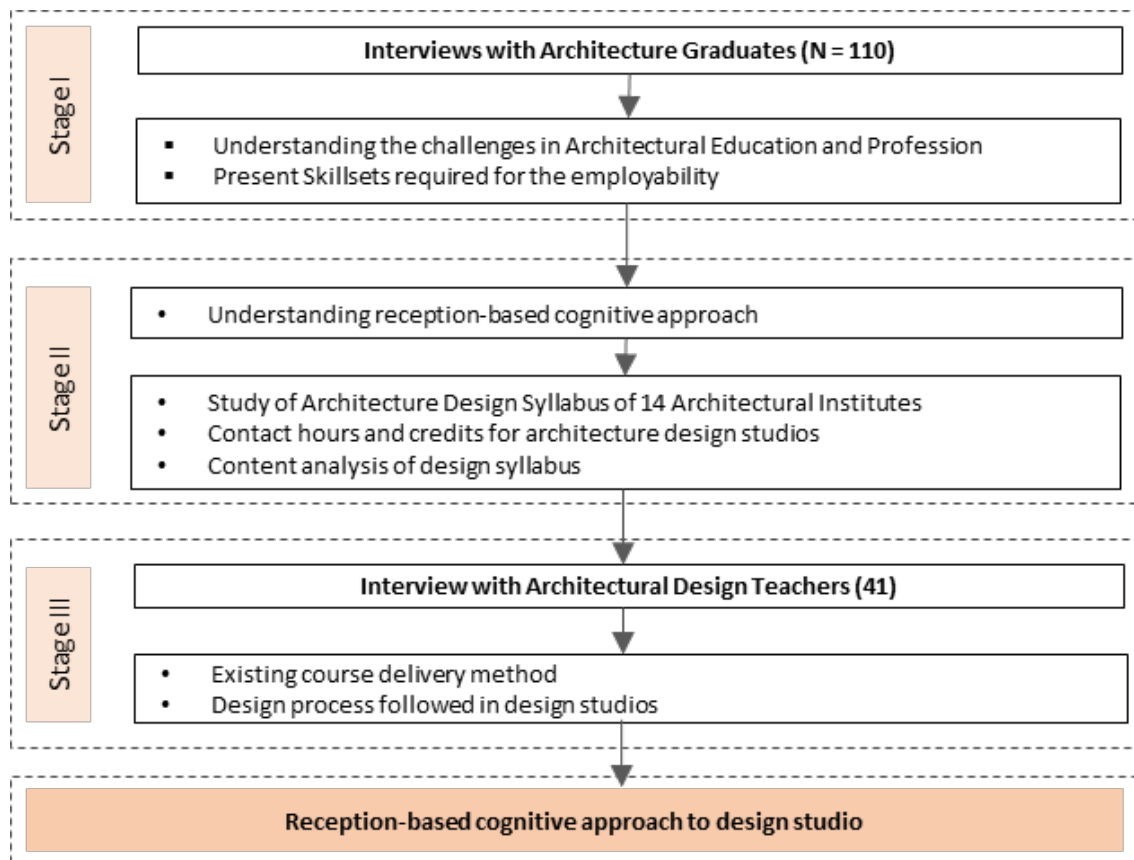 Stage I
Interviews with Architecture Graduates (N = 110)
▪ Understanding the challenges in Architectural Education and Profession
▪ Present Skillsets required for the employability
Stage II
• Understanding reception-based cognitive approach
• Study of Architecture Design Syllabus of 14 Architectural Institutes
• Contact hours and credits for architecture design studios
• Content analysis of design syllabus
Stage III
Interview with Architectural Design Teachers (41)
• Existing course delivery method
• Design process followed in design studios
Reception-based cognitive approach to design studio